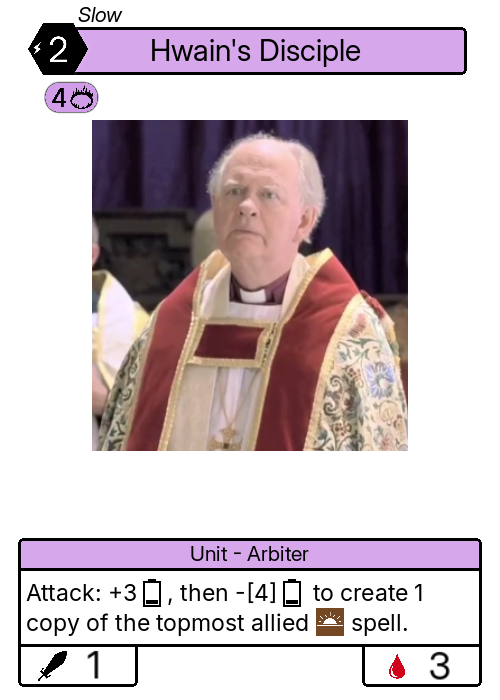 Slow
2 Hwain's Disciple
4
Unit - Arbiter
Attack: +3 , then -[4] to create 1
copy of the topmost allied spell.
1 3